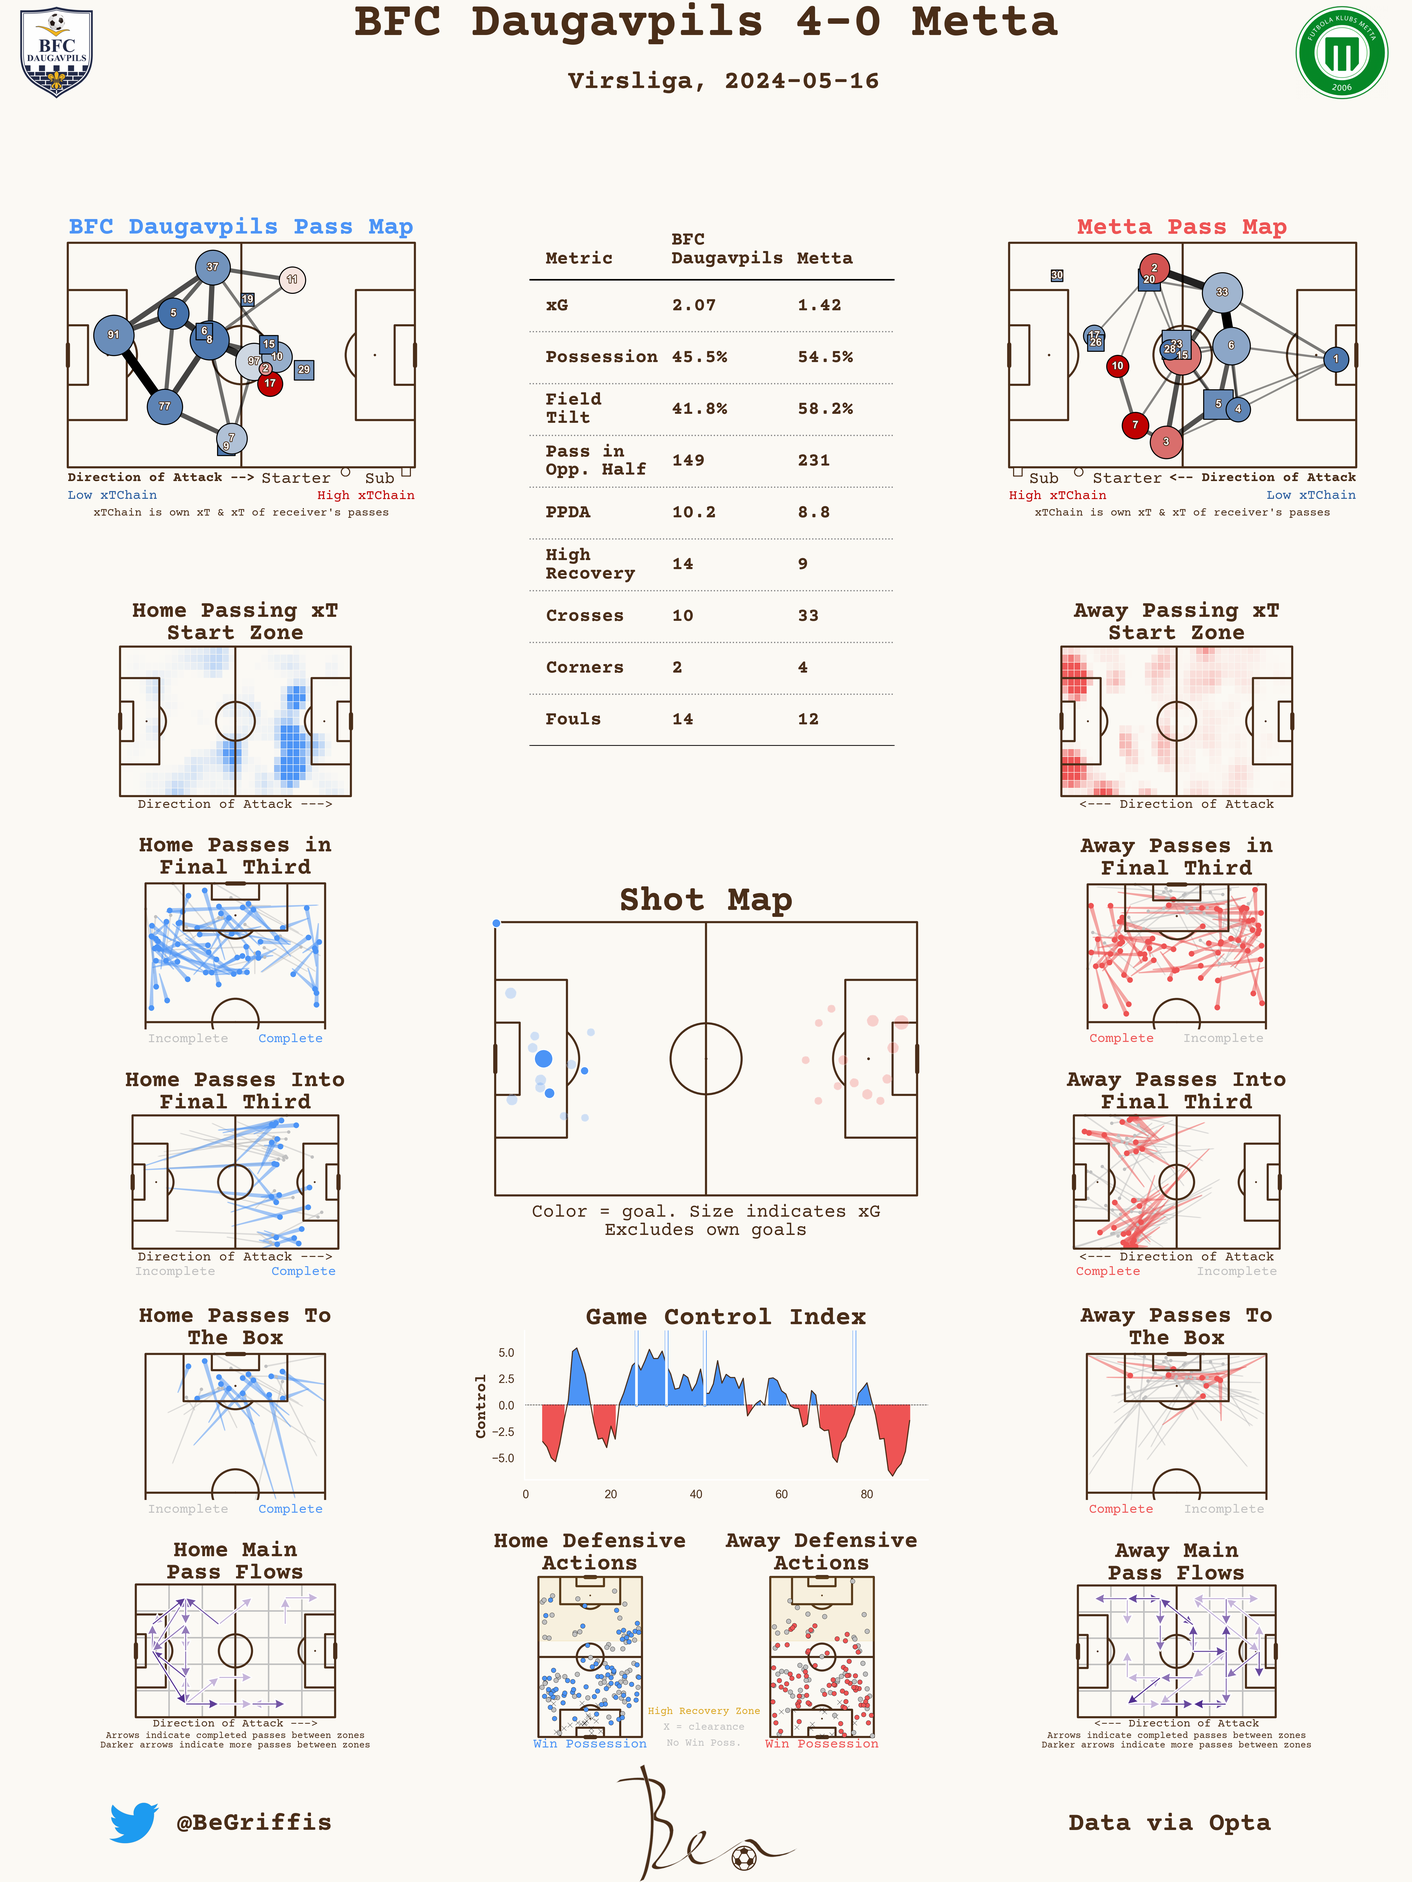 BFC Daugavpils 4-0 Metta
Virsliga, 2024-05-16
BFC
DAUGAVPILS
FUTBOLA KLUBS METTA
2006
BFC Daugavpils Pass Map
37
11
19
5
91
6
8
15
97
10
2
29
17
77
7
9
Direction of Attack --> Starter Sub
Low xTChain High xTChain
xTChain is own xT & xT of receiver's passes
Metric BFC Daugavpils Metta
xG 2.07 1.42
Possession 45.5% 54.5%
Field Tilt 41.8% 58.2%
Pass in Opp. Half 149 231
PPDA 10.2 8.8
High Recovery 14 9
Crosses 10 33
Corners 2 4
Fouls 14 12
Metta Pass Map
30
2
20
33
17
26
23
28
15
6
1
10
5
4
7
3
Sub Starter <-- Direction of Attack
High xTChain Low xTChain
xTChain is own xT & xT of receiver's passes
Home Passing xT
Start Zone
Direction of Attack --->
Away Passing xT
Start Zone
<--- Direction of Attack
Home Passes in
Final Third
Incomplete Complete
Away Passes in
Final Third
Complete Incomplete
Shot Map
Color = goal. Size indicates xG
Excludes own goals
Home Passes Into
Final Third
Direction of Attack --->
Incomplete Complete
Away Passes Into
Final Third
<--- Direction of Attack
Complete Incomplete
Home Passes To
The Box
Incomplete Complete
Game Control Index
Control
5.0
2.5
0.0
−2.5
−5.0
0 20 40 60 80
Away Passes To
The Box
Complete Incomplete
Home Main
Pass Flows
Direction of Attack --->
Arrows indicate completed passes between zones
Darker arrows indicate more passes between zones
Home Defensive
Actions
Win Possession
High Recovery Zone
X = clearance
No Win Poss.
Away Defensive
Actions
Win Possession
Away Main
Pass Flows
<--- Direction of Attack
Arrows indicate completed passes between zones
Darker arrows indicate more passes between zones
@BeGriffis
Ben
Data via Opta